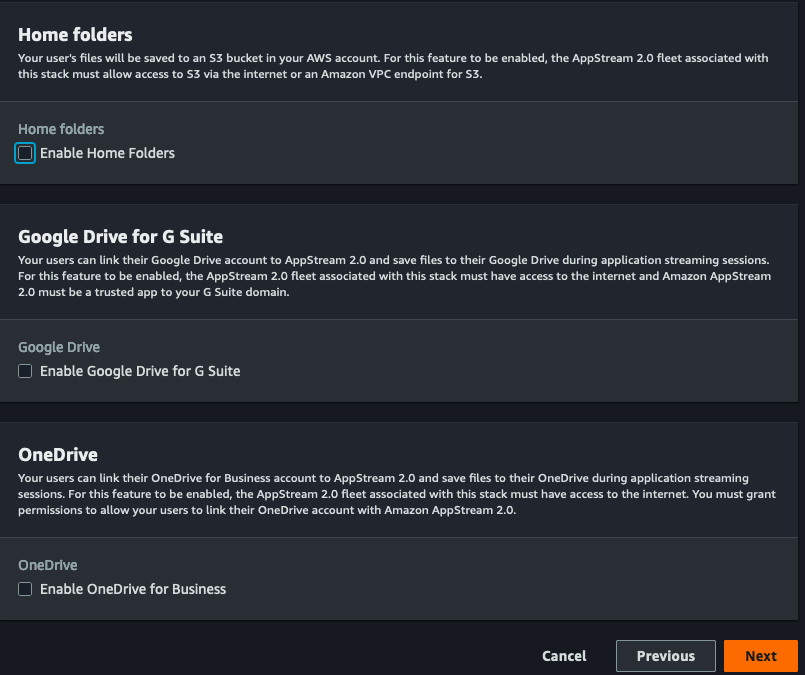 Home folders
Your user's files will be saved to an S3 bucket in your AWS account. For this feature to be enabled, the AppStream 2.0 fleet associated with
this stack must allow access to S3 via the internet or an Amazon VPC endpoint for S3.
Home folders
Enable Home Folders
Google Drive for G Suite
Your users can link their Google Drive account to AppStream 2.0 and save files to their Google Drive during application streaming sessions.
For this feature to be enabled, the AppStream 2.0 fleet associated with this stack must have access to the internet and Amazon AppStream
2.0 must be a trusted app to your G Suite domain.
Google Drive
Enable Google Drive for G Suite
OneDrive
Your users can link their OneDrive for Business account to AppStream 2.0 and save files to their OneDrive during application streaming
sessions. For this feature to be enabled, the AppStream 2.0 fleet associated with this stack must have access to the internet. You must grant
permissions to allow your users to link their OneDrive account with Amazon AppStream 2.0.
OneDrive
Enable OneDrive for Business
Cancel Previous Next